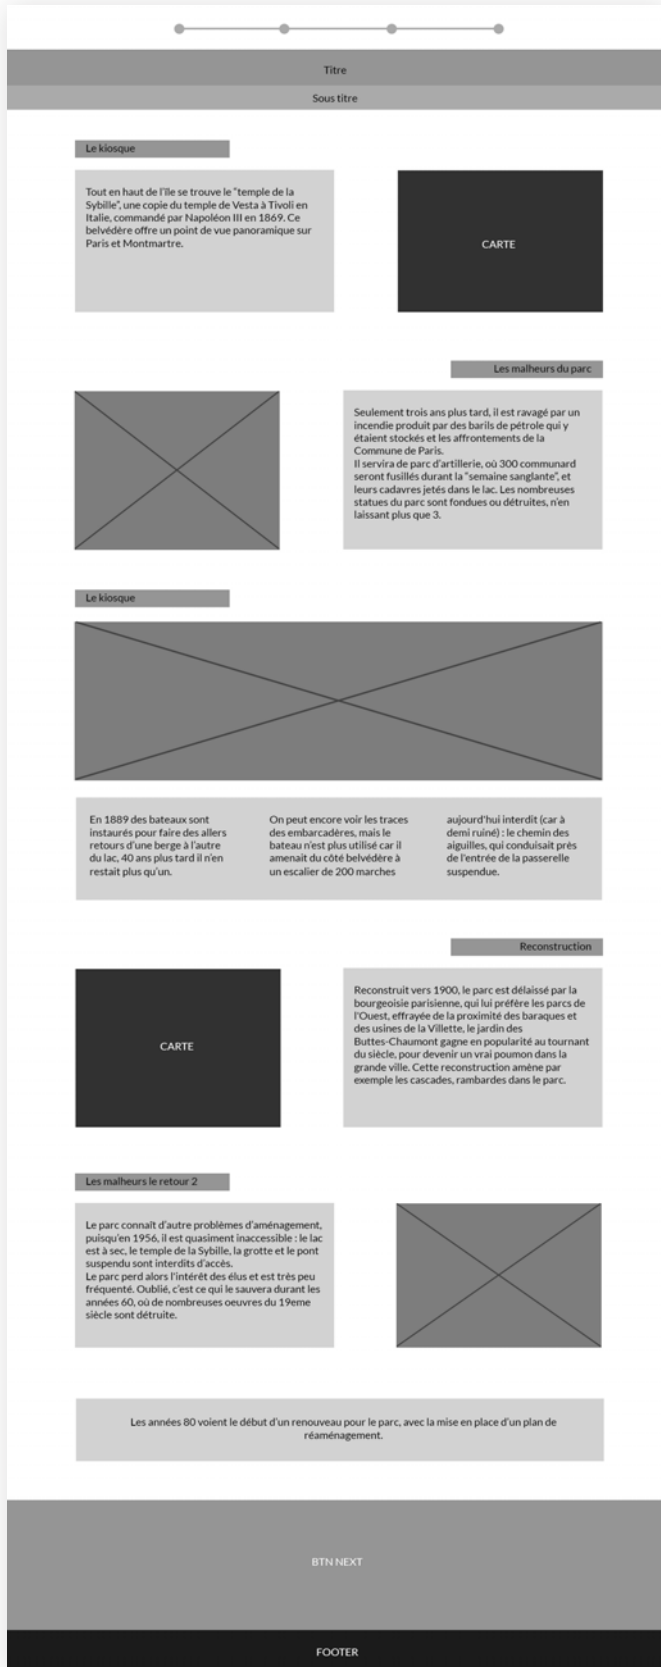 Titre
Sous titre
Le kiosque
Tout en haut de l'île se trouve le "temple de la
Sybille", une copie du temple de Vesta à Tivoli en
Italie, commandé par Napoléon III en 1869. Ce
belvédère offre un point de vue panoramique sur
Paris et Montmartre.
CARTE
Les malheurs du parc
Seulement trois ans plus tard, il est ravagé par un
incendie produit par des barils de pétrole qui y
étaient stockés et les affrontements de la
Commune de Paris.
Il servira de parc d'artillerie, où 300 communard
seront fusillés durant la "semaine sanglante", et
leurs cadavres jetés dans le lac. Les nombreuses
statues du parc sont fondues ou détruites, n'en
laissant plus que 3.
Le kiosque
En 1889 des bateaux sont
instaurés pour faire des allers
retours d'une berge à l'autre
du lac, 40 ans plus tard il n'en
restait plus qu'un.
On peut encore voir les traces
des embarcadères, mais le
bateau n'est plus utilisé car il
amenait du côté belvédère à
un escalier de 200 marches
aujourd'hui interdit (car à
demi ruiné) : le chemin des
aiguilles, qui conduisait près
de l'entrée de la passerelle
suspendue.
Reconstruction
CARTE
Reconstruit vers 1900, le parc est délaissé par la
bourgeoisie parisienne, qui lui préfère les parcs de
l'Ouest, effrayée de la proximité des baraques et
des usines de la Villette, le jardin des
Buttes-Chaumont gagne en popularité au tournant
du siècle, pour devenir un vrai poumon dans la
grande ville. Cette reconstruction amène par
exemple les cascades, rambardes dans le parc.
Les malheurs le retour 2
Le parc connaît d'autre problèmes d'aménagement,
puisqu'en 1956, il est quasiment inaccessible : le lac
est à sec, le temple de la Sybille, la grotte et le pont
suspendu sont interdits d'accès.
Le parc perd alors l'intérêt des élus et est très peu
fréquenté. Oublié, c'est ce qui le sauvera durant les
années 60, où de nombreuses oeuvres du 19eme
siècle sont détruite.
Les années 80 voient le début d'un renouveau pour le parc, avec la mise en place d'un plan de
réaménagement.
BTN NEXT
FOOTER